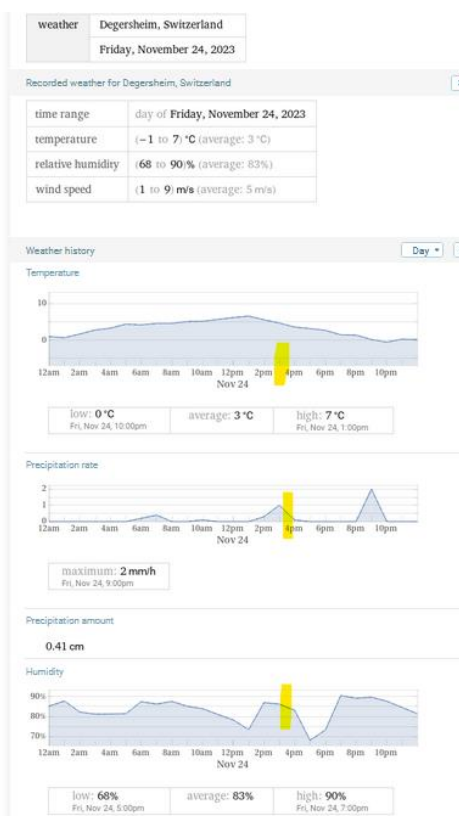 weather Degersheim, Switzerland
Friday, November 24, 2023
Recorded weather for Degersheim, Switzerland
time range day of Friday, November 24, 2023
temperature (−1 to 7) °C (average: 3 °C)
relative humidity (68 to 90)% (average: 83%)
wind speed (1 to 9) m/s (average: 5 m/s)
Weather history Day
Temperature
10
0
12am 2am 4am 6am 8am 10am 12pm 2pm 4pm 6pm 8pm 10pm
Nov 24
low: 0 °C average: 3 °C high: 7 °C
Fri, Nov 24, 10:00pm Fri, Nov 24, 1:00pm
Precipitation rate
2
1
0
12am 2am 4am 6am 8am 10am 12pm 2pm 4pm 6pm 8pm 10pm
Nov 24
maximum: 2 mm/h
Fri, Nov 24, 9:00pm
Precipitation amount
0.41 cm
Humidity
90%
80%
70%
12am 2am 4am 6am 8am 10am 12pm 2pm 4pm 6pm 8pm 10pm
Nov 24
low: 68% average: 83% high: 90%
Fri, Nov 24, 5:00pm Fri, Nov 24, 7:00pm